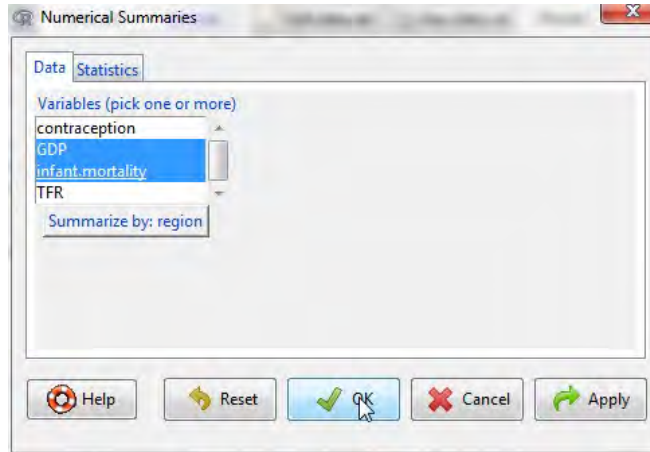 Numerical Summaries
Data Statistics
Variables (pick one or more)
contraception
GDP
infant.mortality
TFR
Summarize by: region
Help Reset OK Cancel Apply